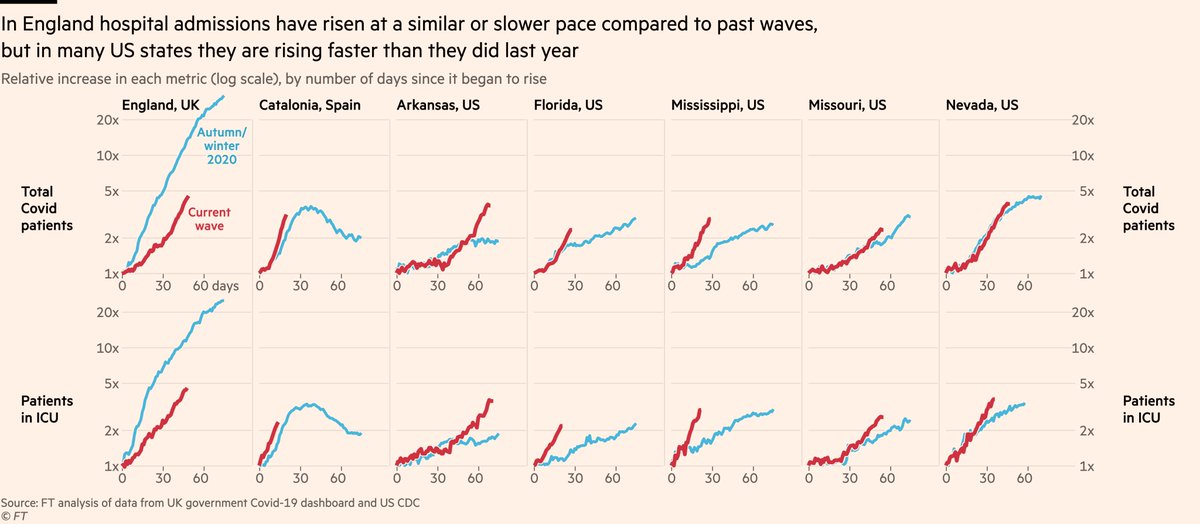 In England hospital admissions have risen at a similar or slower pace compared to past waves,
but in many US states they are rising faster than they did last year
Relative increase in each metric (log scale), by number of days since it began to rise
England, UK Catalonia, Spain Arkansas, US Florida, US Mississippi, US Missouri, US Nevada, US
Total
Covid
patients
20x
10x
5x
2x
1x
Autumn/
winter
2020
Current
wave
20x
10x
5x
2x
1x
Total
Covid
patients
0 30 60 days 0 30 60 0 30 60 0 30 60 0 30 60 0 30 60 0 30 60
Patients
in ICU
20x
10x
5x
2x
1x
20x
10x
5x
2x
1x
Patients
in ICU
0 30 60 0 30 60 0 30 60 0 30 60 0 30 60 0 30 60 0 30 60
Source: FT analysis of data from UK government Covid-19 dashboard and US CDC
© FT